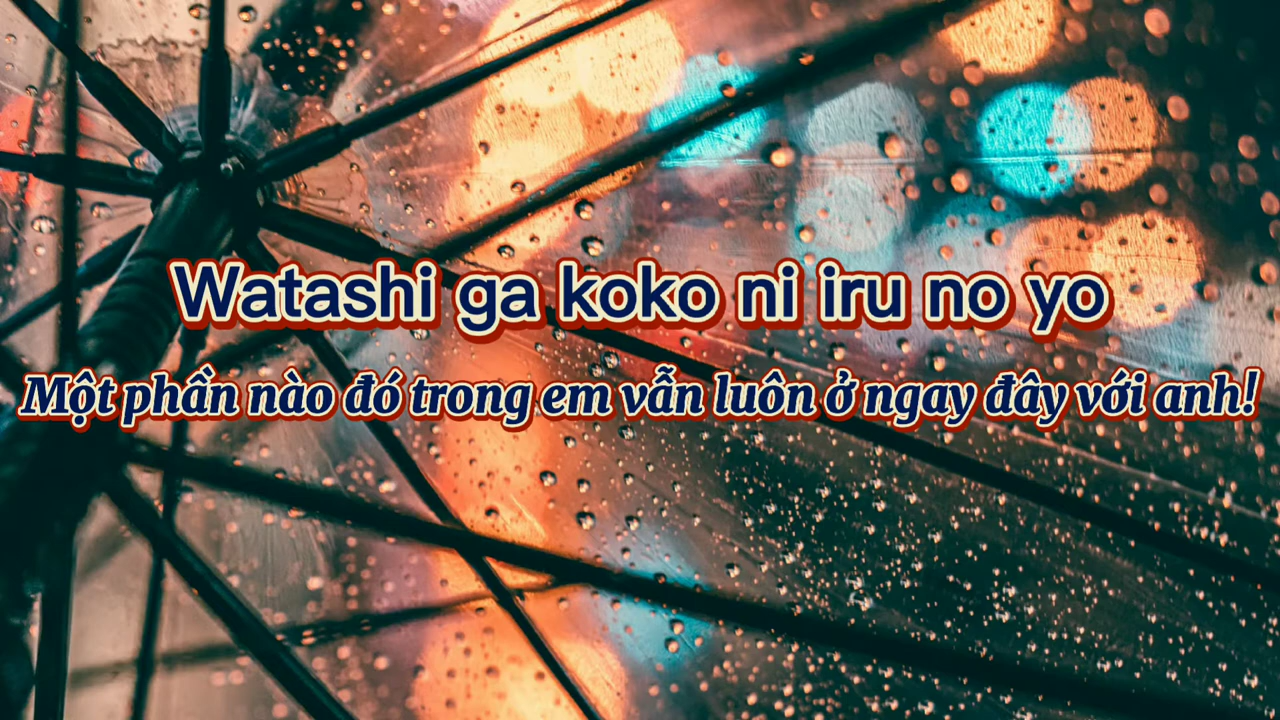 Watashi ga koko ni iru no yo
Một phần nào đó trong em vẫn luôn ở ngay đây với anh!